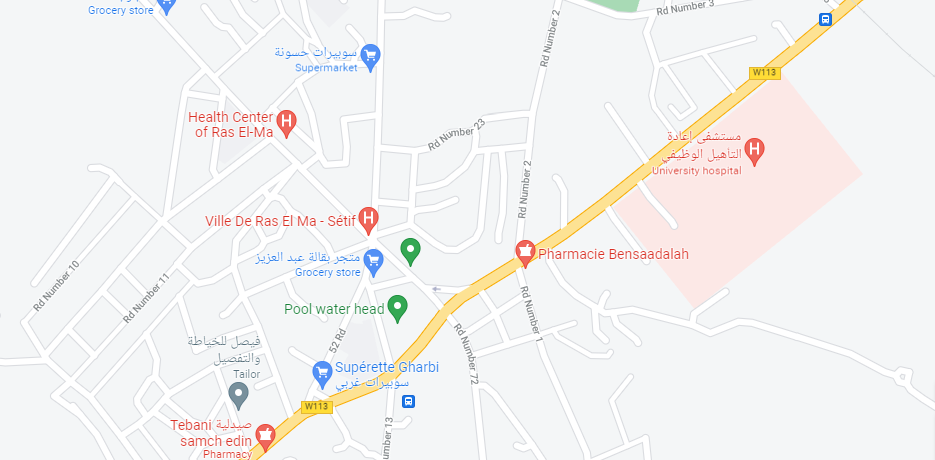 Grocery store
Rd Number 3
Rd Number 2
سوبيرات حسونة
Supermarket
W113
Health Center
of Ras El-Ma
Rd Number 23
مستشفى إعادة
التأهيل الوظيفي
University hospital
Rd Number 2
Ville De Ras El Ma - Sétif
متجر بقالة عبد العزيز
Grocery store
Pharmacie Bensaadalah
Rd Number 10
Rd Number 11
Pool water head
Rd Number 1
52 Rd
Rd Number 72
فيصل للخياطة
والتفصيل
Tailor
Supérette Gharbi
سوبيرات غربي
W113
Tebani صيدلية
samch edin
Pharmacy
umber 13